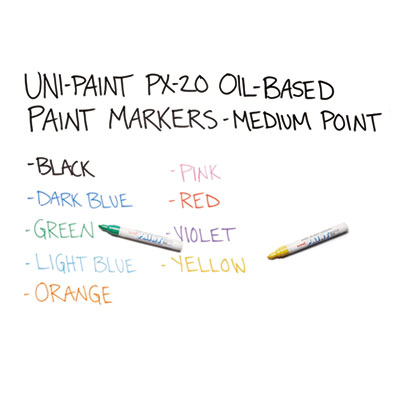 UNI-PAINT PX-20 OIL-BASED
PAINT MARKERS - MEDIUM POINT
- BLACK
- DARK BLUE
- GREEN
- LIGHT BLUE
- ORANGE
- PINK
- RED
- VIOLET
- YELLOW